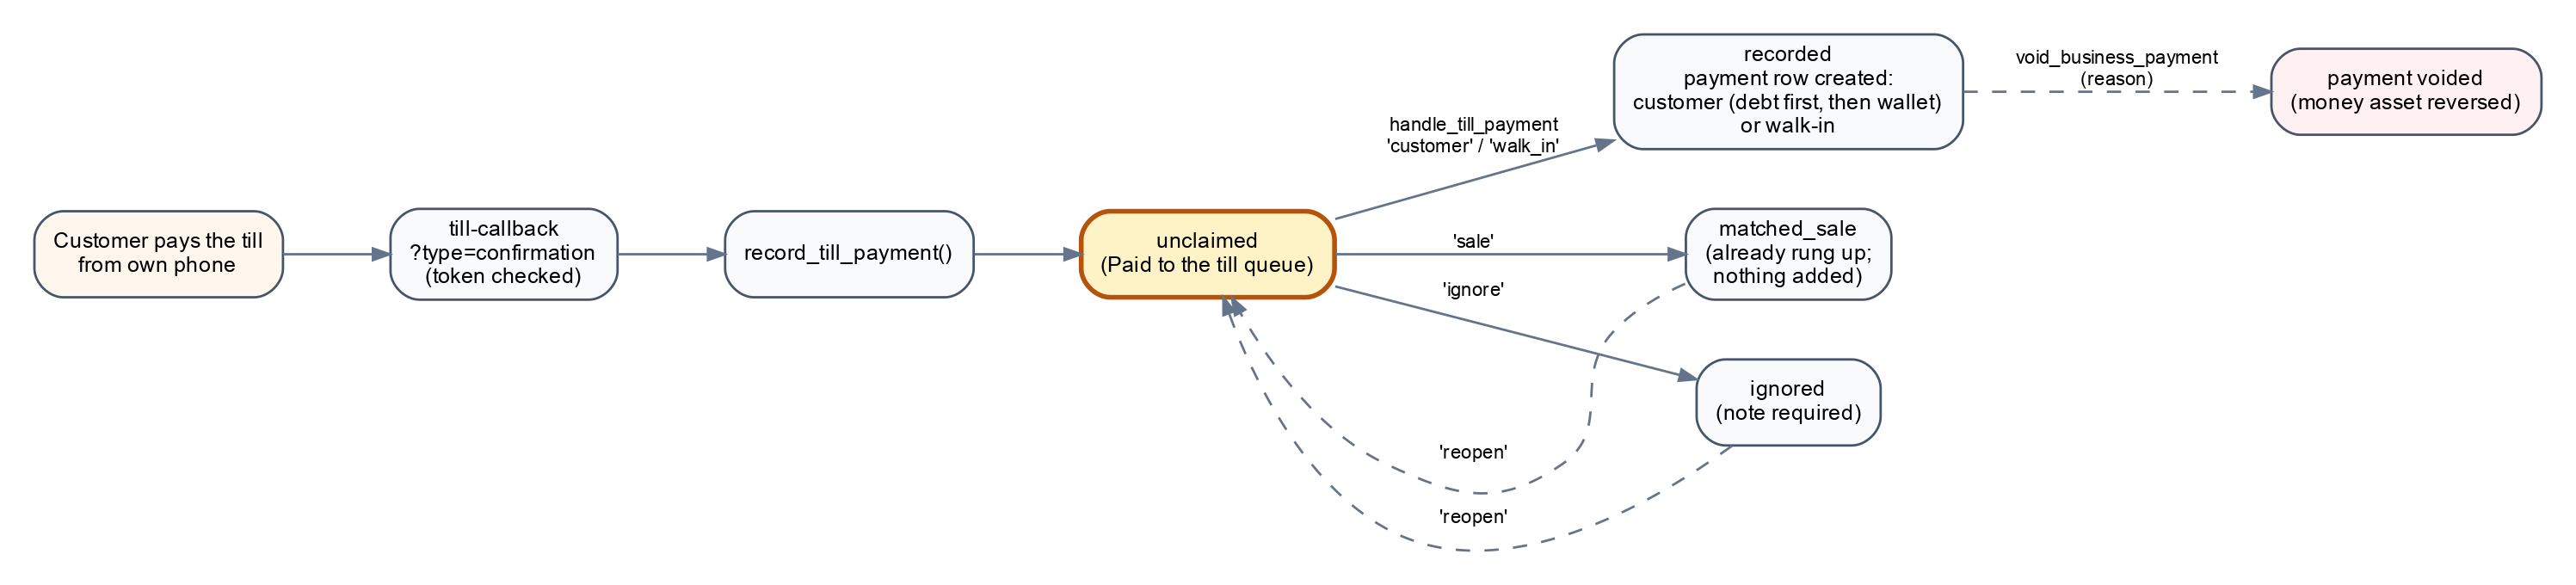 Customer pays the till
from own phone
till-callback
?type=confirmation
(token checked)
record_till_payment()
unclaimed
(Paid to the till queue)
handle_till_payment
'customer' / 'walk_in'
recorded
payment row created:
customer (debt first, then wallet)
or walk-in
void_business_payment
(reason)
payment voided
(money asset reversed)
'sale'
matched_sale
(already rung up;
nothing added)
'ignore'
ignored
(note required)
'reopen'
'reopen'